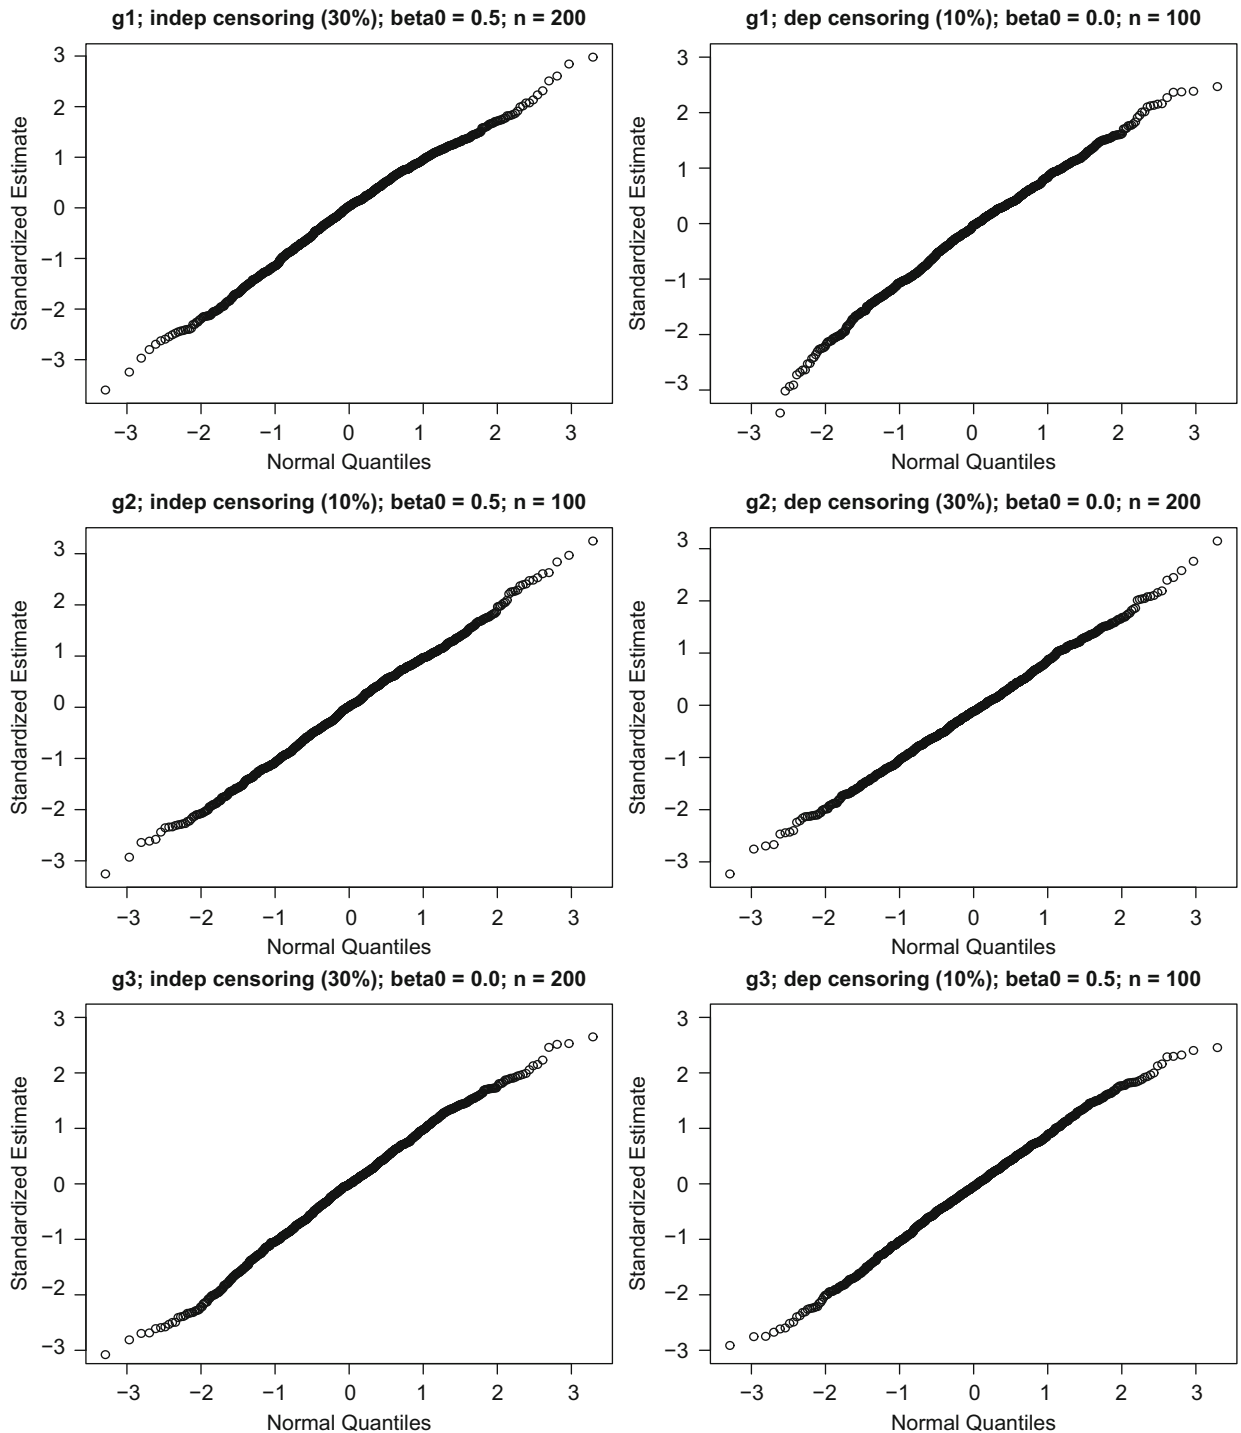 g1; indep censoring (30%); beta0 = 0.5; n = 200
3
2
1
0
−1
−2
−3
Standardized Estimate
−3 −2 −1 0 1 2 3
Normal Quantiles
g1; dep censoring (10%); beta0 = 0.0; n = 100
3
2
1
0
−1
−2
−3
Standardized Estimate
−3 −2 −1 0 1 2 3
Normal Quantiles
g2; indep censoring (10%); beta0 = 0.5; n = 100
3
2
1
0
−1
−2
−3
Standardized Estimate
−3 −2 −1 0 1 2 3
Normal Quantiles
g2; dep censoring (30%); beta0 = 0.0; n = 200
3
2
1
0
−1
−2
−3
Standardized Estimate
−3 −2 −1 0 1 2 3
Normal Quantiles
g3; indep censoring (30%); beta0 = 0.0; n = 200
3
2
1
0
−1
−2
−3
Standardized Estimate
−3 −2 −1 0 1 2 3
Normal Quantiles
g3; dep censoring (10%); beta0 = 0.5; n = 100
3
2
1
0
−1
−2
−3
Standardized Estimate
−3 −2 −1 0 1 2 3
Normal Quantiles